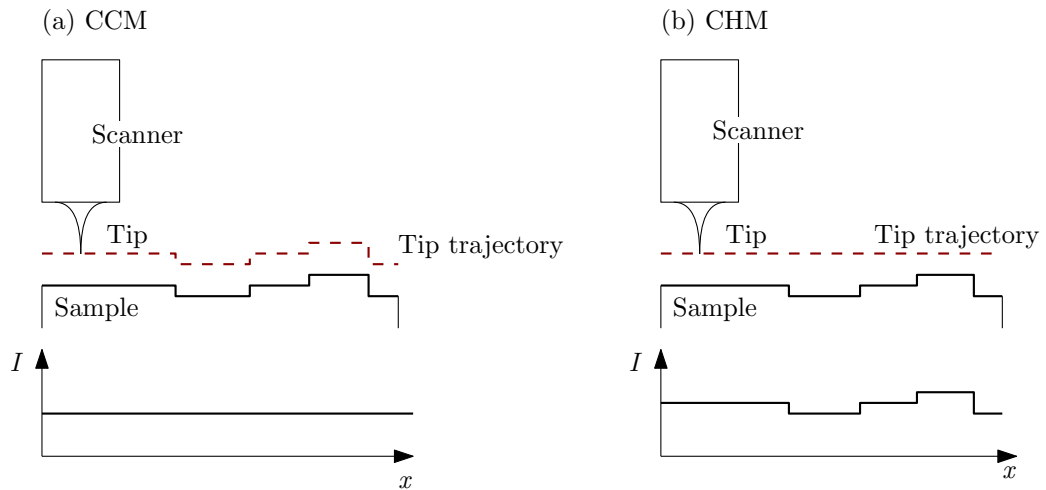 (a) CCM
Scanner
Tip
Tip trajectory
Sample
I
x
(b) CHM
Scanner
Tip
Tip trajectory
Sample
I
x